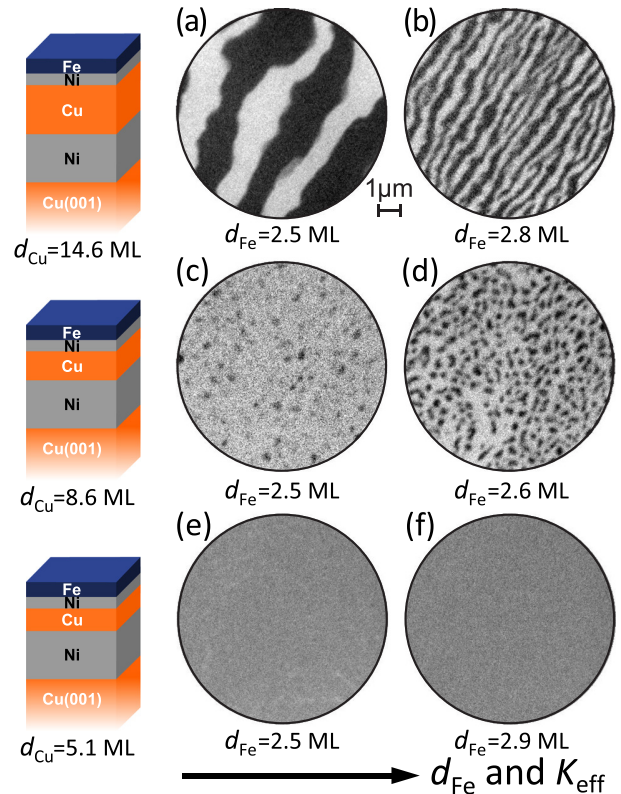 (a)
(b)
Fe
Ni
Cu
Ni
Cu(001)
1μm
d_Cu=14.6 ML
d_Fe=2.5 ML
d_Fe=2.8 ML
(c)
(d)
Fe
Ni
Cu
Ni
Cu(001)
d_Cu=8.6 ML
d_Fe=2.5 ML
d_Fe=2.6 ML
(e)
(f)
Fe
Ni
Cu
Ni
Cu(001)
d_Cu=5.1 ML
d_Fe=2.5 ML
d_Fe=2.9 ML
d_Fe and K_eff